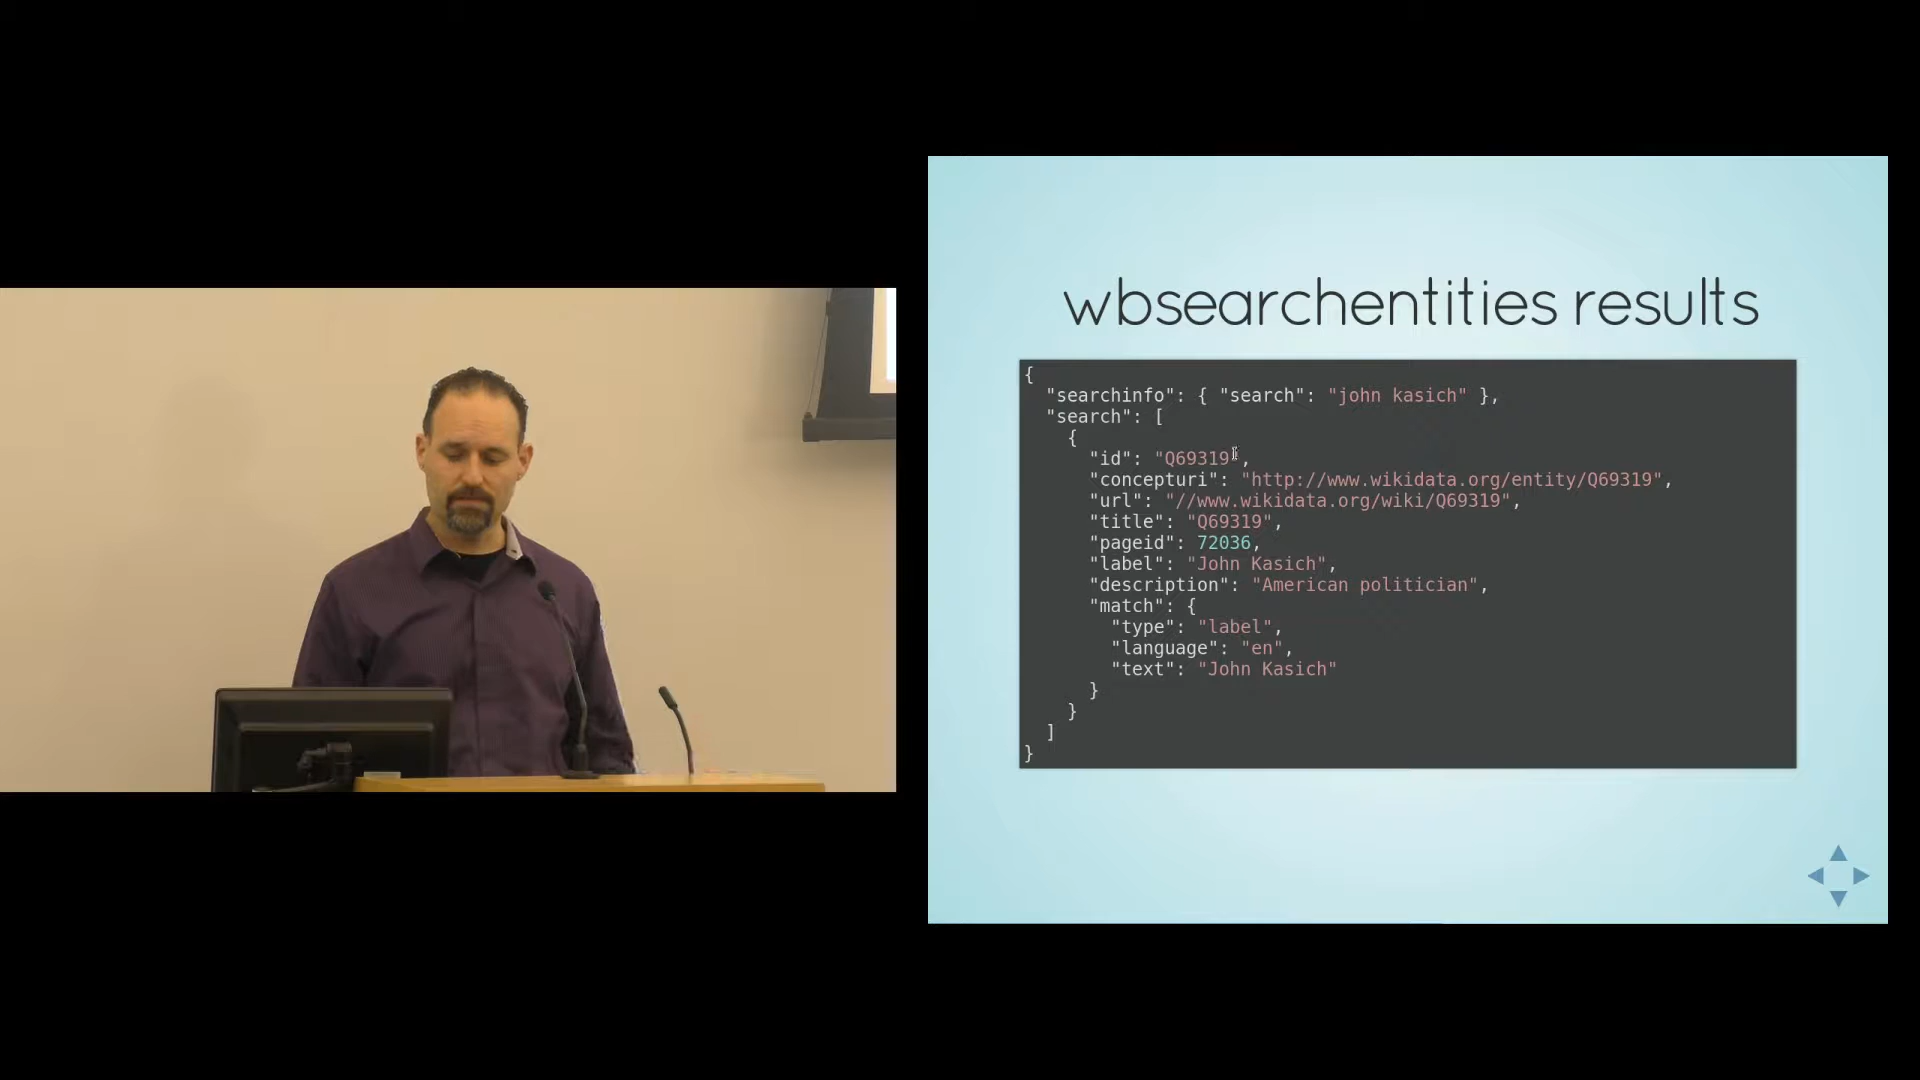 wbsearchentities results
{
"searchinfo": { "search": "john kasich" },
"search": [
{
"id": "Q69319",
"concepturi": "http://www.wikidata.org/entity/Q69319",
"url": "//www.wikidata.org/wiki/Q69319",
"title": "Q69319",
"pageid": 72036,
"label": "John Kasich",
"description": "American politician",
"match": {
"type": "label",
"language": "en",
"text": "John Kasich"
}
}
]
}